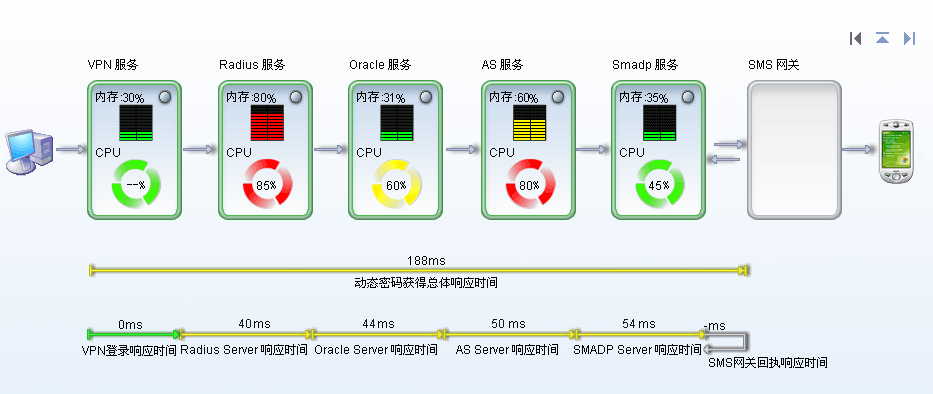 VPN 服务
Radius 服务
Oracle 服务
AS 服务
Smadp 服务
SMS 网关
内存:30%
内存:80%
内存:31%
内存:60%
内存:35%
CPU
CPU
CPU
CPU
CPU
--%
85%
60%
80%
45%
188ms
动态密码获得总体响应时间
0ms
40ms
44ms
50 ms
54 ms
-ms
VPN登录响应时间
Radius Server 响应时间
Oracle Server 响应时间
AS Server 响应时间
SMADP Server 响应时间
SMS网关回执响应时间